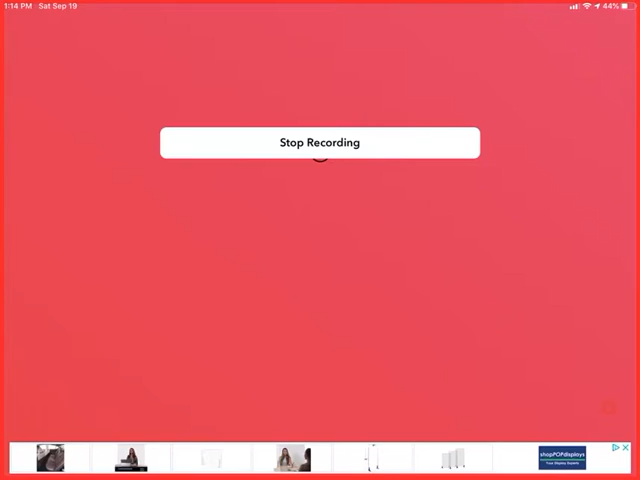 1:14 PM Sat Sep 19
44%
Stop Recording
shopPOPdisplays
Your Display Experts